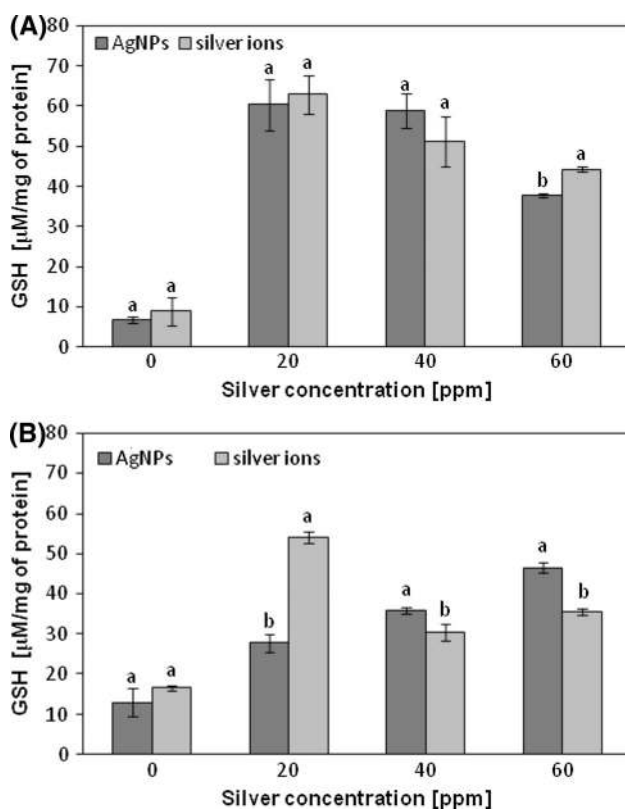 (A)
80
AgNPs silver ions
70
60
50
40
30
20
10
0
GSH [µM/mg of protein]
a a
a a
a a
b a
0 20 40 60
Silver concentration [ppm]
(B)
80
AgNPs silver ions
70
60
50
40
30
20
10
0
GSH [µM/mg of protein]
a a
b a
a b
a b
0 20 40 60
Silver concentration [ppm]